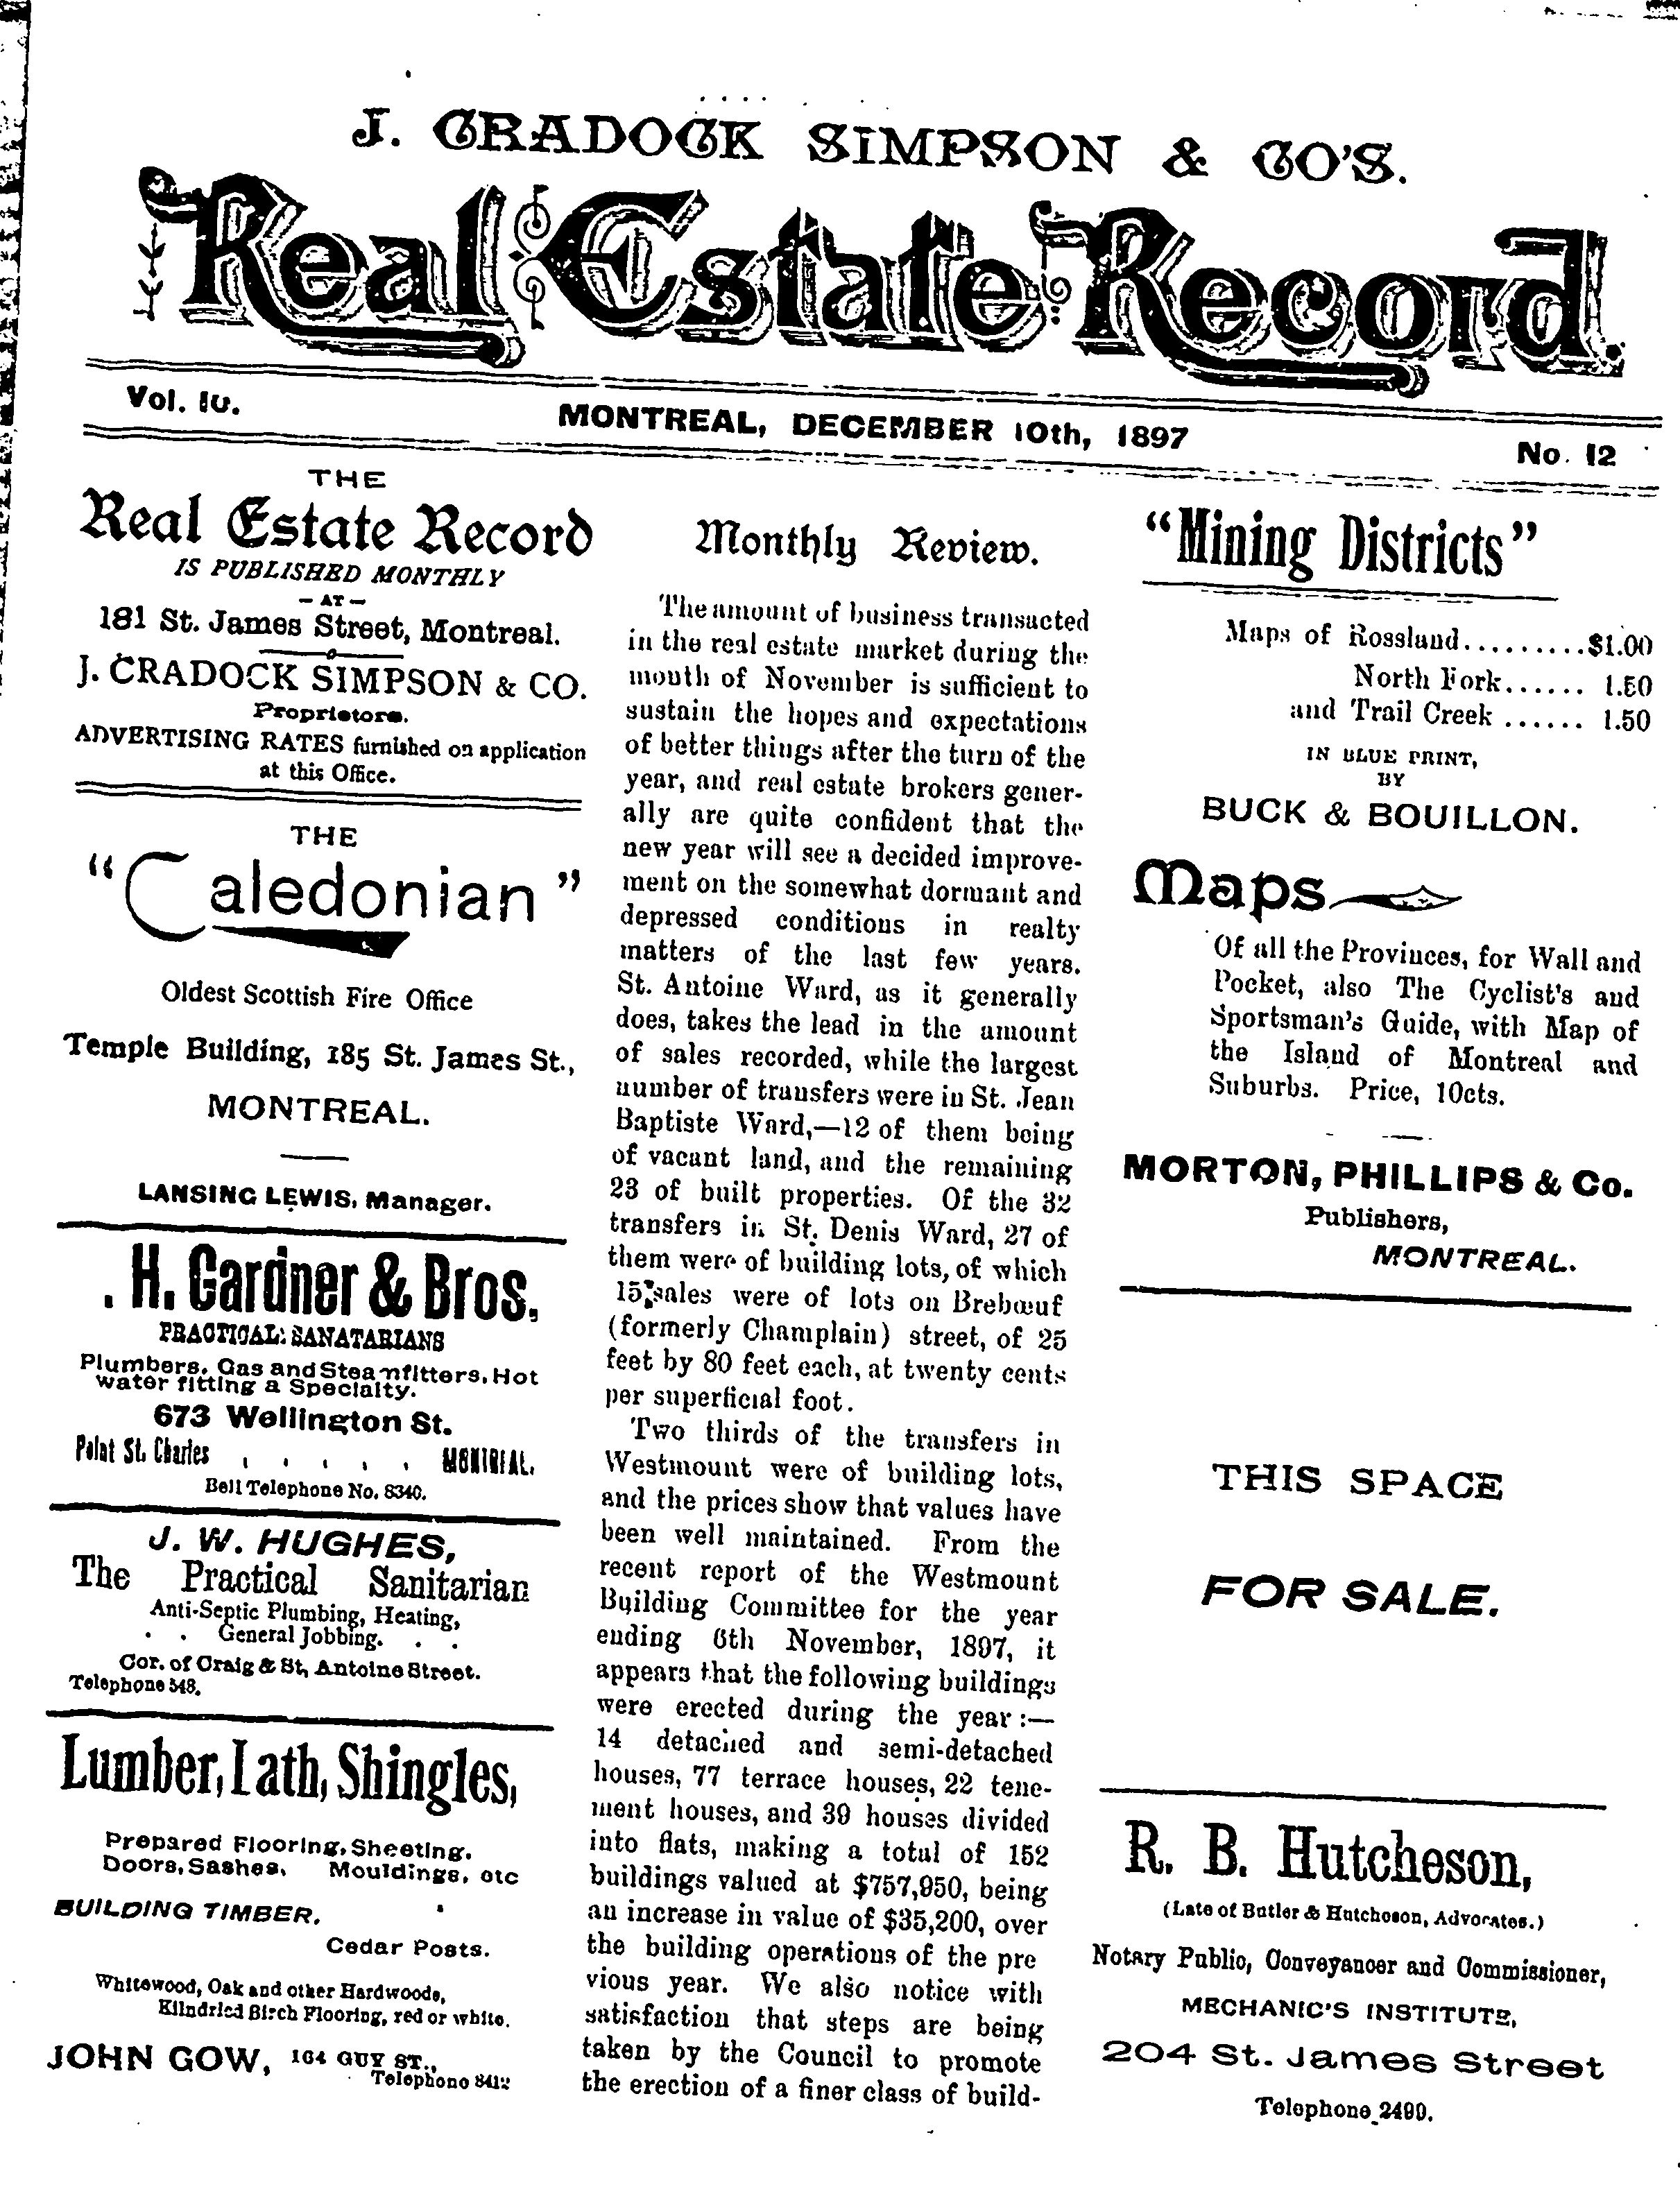 J. CRADOCK SIMPSON & CO'S.
Real Estate Record.
Vol. 10.
MONTREAL, DECEMBER 10th, 1897
No. 12
THE
Real Estate Record
IS PUBLISHED MONTHLY
— AT —
181 St. James Street, Montreal.
J. CRADOCK SIMPSON & CO.
Proprietors.
ADVERTISING RATES furnished on application
at this Office.
THE
"Caledonian"
Oldest Scottish Fire Office
Temple Building, 185 St. James St.,
MONTREAL.
LANSING LEWIS, Manager.
H. Gardner & Bros.
PRACTICAL SANATARIANS
Plumbers, Gas and Steamfitters, Hot
water fitting a Specialty.
673 Wellington St.
Point St. Charles . . . . . MONTREAL.
Bell Telephone No. 8340.
J. W. HUGHES,
The Practical Sanitarian
Anti-Septic Plumbing, Heating,
. . General Jobbing. . .
Cor. of Craig & St, Antoine Street.
Telephone 548.
Lumber, Lath, Shingles,
Prepared Flooring, Sheeting.
Doors, Sashes. Mouldings, etc
BUILDING TIMBER.
Cedar Posts.
Whitewood, Oak and other Hardwoods,
Kilndried Birch Flooring, red or white.
JOHN GOW, 164 GUY ST.,
Telephone 8412
Monthly Review.
The amount of business transacted
in the real estate market during the
month of November is sufficient to
sustain the hopes and expectations
of better things after the turn of the
year, and real estate brokers gener-
ally are quite confident that the
new year will see a decided improve-
ment on the somewhat dormant and
depressed conditions in realty
matters of the last few years.
St. Antoine Ward, as it generally
does, takes the lead in the amount
of sales recorded, while the largest
number of transfers were in St. Jean
Baptiste Ward,—12 of them being
of vacant land, and the remaining
23 of built properties. Of the 32
transfers in St. Denis Ward, 27 of
them were of building lots, of which
15 sales were of lots on Brebœuf
(formerly Champlain) street, of 25
feet by 80 feet each, at twenty cents
per superficial foot.
Two thirds of the transfers in
Westmount were of building lots,
and the prices show that values have
been well maintained. From the
recent report of the Westmount
Building Committee for the year
ending 6th November, 1897, it
appears that the following buildings
were erected during the year :—
14 detached and semi-detached
houses, 77 terrace houses, 22 tene-
ment houses, and 39 houses divided
into flats, making a total of 152
buildings valued at $757,950, being
an increase in value of $35,200, over
the building operations of the pre
vious year. We also notice with
satisfaction that steps are being
taken by the Council to promote
the erection of a finer class of build-
"Mining Districts"
Maps of Rossland.........$1.00
North Fork...... 1.50
and Trail Creek ...... 1.50
IN BLUE PRINT,
BY
BUCK & BOUILLON.
Maps
Of all the Provinces, for Wall and
Pocket, also The Cyclist's and
Sportsman's Guide, with Map of
the Island of Montreal and
Suburbs. Price, 10cts.
MORTON, PHILLIPS & Co.
Publishers,
MONTREAL.
THIS SPACE
FOR SALE.
R. B. Hutcheson,
(Late of Butler & Hutcheson, Advocates.)
Notary Public, Conveyancer and Commissioner,
MECHANIC'S INSTITUTE,
204 St. James Street
Telephone 2499.